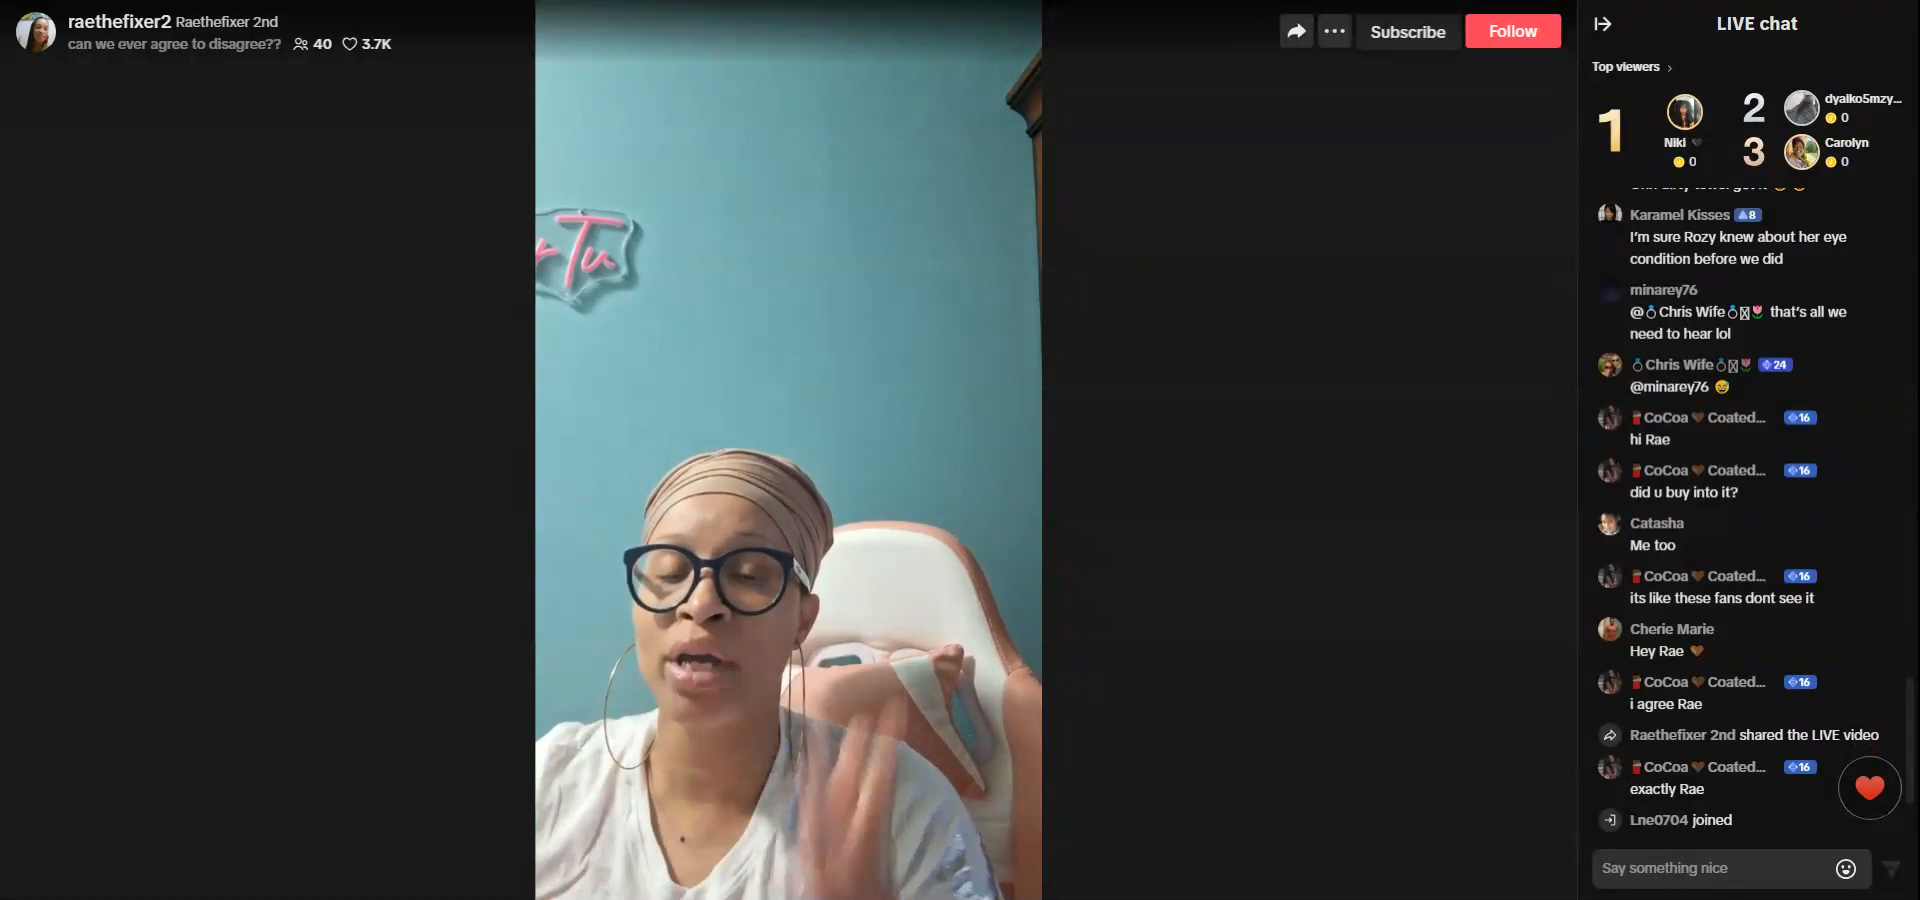 raethefixer2 Raethefixer 2nd
can we ever agree to disagree?? 40 3.7K
Subscribe
Follow
rTu
LIVE chat
Top viewers
1
Niki
0
2
dyalko5mzy...
0
3
Carolyn
0
Karamel Kisses 8
I'm sure Rozy knew about her eye
condition before we did
minarey76
@💍Chris Wife💍🌷 that's all we
need to hear lol
💍Chris Wife💍🌷 24
@minarey76 😅
CoCoa🤎Coated... 16
hi Rae
CoCoa🤎Coated... 16
did u buy into it?
Catasha
Me too
CoCoa🤎Coated... 16
its like these fans dont see it
Cherie Marie
Hey Rae 🤎
CoCoa🤎Coated... 16
i agree Rae
Raethefixer 2nd shared the LIVE video
CoCoa🤎Coated... 16
exactly Rae
Lne0704 joined
Say something nice